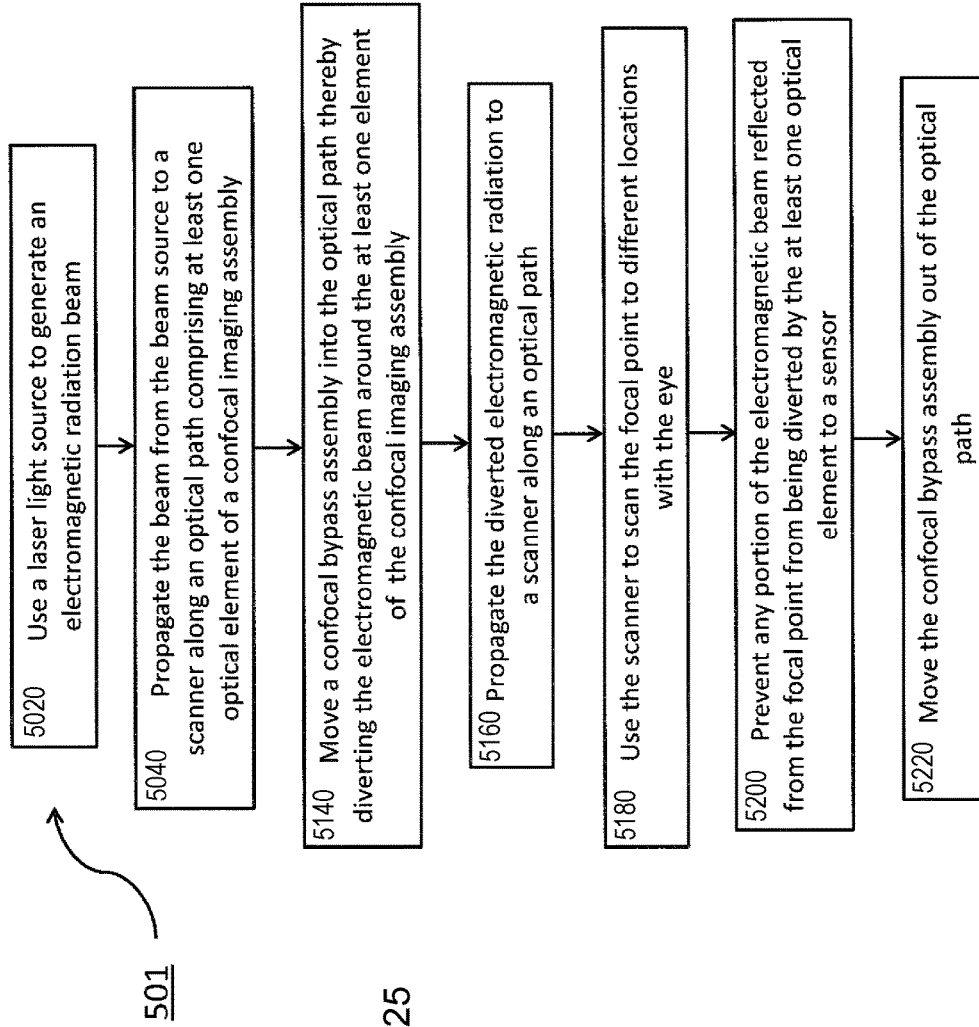 501
5020 Use a laser light source to generate an
electromagnetic radiation beam
5040 Propagate the beam from the beam source to a
scanner along an optical path comprising at least one
optical element of a confocal imaging assembly
5140 Move a confocal bypass assembly into the optical path thereby
diverting the electromagnetic beam around the at least one element
of the confocal imaging assembly
5160 Propagate the diverted electromagnetic radiation to
a scanner along an optical path
5180 Use the scanner to scan the focal point to different locations
with the eye
5200 Prevent any portion of the electromagnetic beam reflected
from the focal point from being diverted by the at least one optical
element to a sensor
5220 Move the confocal bypass assembly out of the optical
path
25